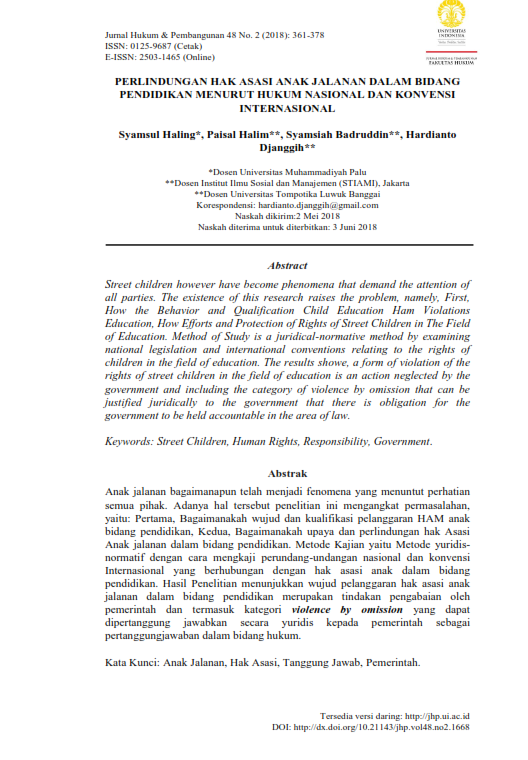 UNIVERSITAS
INDONESIA
FAKULTAS HUKUM
Jurnal Hukum & Pembangunan 48 No. 2 (2018): 361-378
ISSN: 0125-9687 (Cetak)
E-ISSN: 2503-1465 (Online)
PERLINDUNGAN HAK ASASI ANAK JALANAN DALAM BIDANG
PENDIDIKAN MENURUT HUKUM NASIONAL DAN KONVENSI
INTERNASIONAL
Syamsul Haling*, Paisal Halim**, Syamsiah Badruddin**, Hardianto
Djanggih**
*Dosen Universitas Muhammadiyah Palu
**Dosen Institut Ilmu Sosial dan Manajemen (STIAMI), Jakarta
**Dosen Universitas Tompotika Luwuk Banggai
Korespondensi: hardianto.djanggih@gmail.com
Naskah dikirim:2 Mei 2018
Naskah diterima untuk diterbitkan: 3 Juni 2018
Abstract
Street children however have become phenomena that demand the attention of
all parties. The existence of this research raises the problem, namely, First,
How the Behavior and Qualification Child Education Ham Violations
Education, How Efforts and Protection of Rights of Street Children in The Field
of Education. Method of Study is a juridical-normative method by examining
national legislation and international conventions relating to the rights of
children in the field of education. The results showe, a form of violation of the
rights of street children in the field of education is an action neglected by the
government and including the category of violence by omission that can be
justified juridically to the government that there is obligation for the
government to be held accountable in the area of law.
Keywords: Street Children, Human Rights, Responsibility, Government.
Abstrak
Anak jalanan bagaimanapun telah menjadi fenomena yang menuntut perhatian
semua pihak. Adanya hal tersebut penelitian ini mengangkat permasalahan,
yaitu: Pertama, Bagaimanakah wujud dan kualifikasi pelanggaran HAM anak
bidang pendidikan, Kedua, Bagaimanakah upaya dan perlindungan hak Asasi
Anak jalanan dalam bidang pendidikan. Metode Kajian yaitu Metode yuridis-
normatif dengan cara mengkaji perundang-undangan nasional dan konvensi
Internasional yang berhubungan dengan hak asasi anak dalam bidang
pendidikan. Hasil Penelitian menunjukkan wujud pelanggaran hak asasi anak
jalanan dalam bidang pendidikan merupakan tindakan pengabaian oleh
pemerintah dan termasuk kategori violence by omission yang dapat
dipertanggung jawabkan secara yuridis kepada pemerintah sebagai
pertanggungjawaban dalam bidang hukum.
Kata Kunci: Anak Jalanan, Hak Asasi, Tanggung Jawab, Pemerintah.
Tersedia versi daring: http://jhp.ui.ac.id
DOI: http://dx.doi.org/10.21143/jhp.vol48.no2.1668